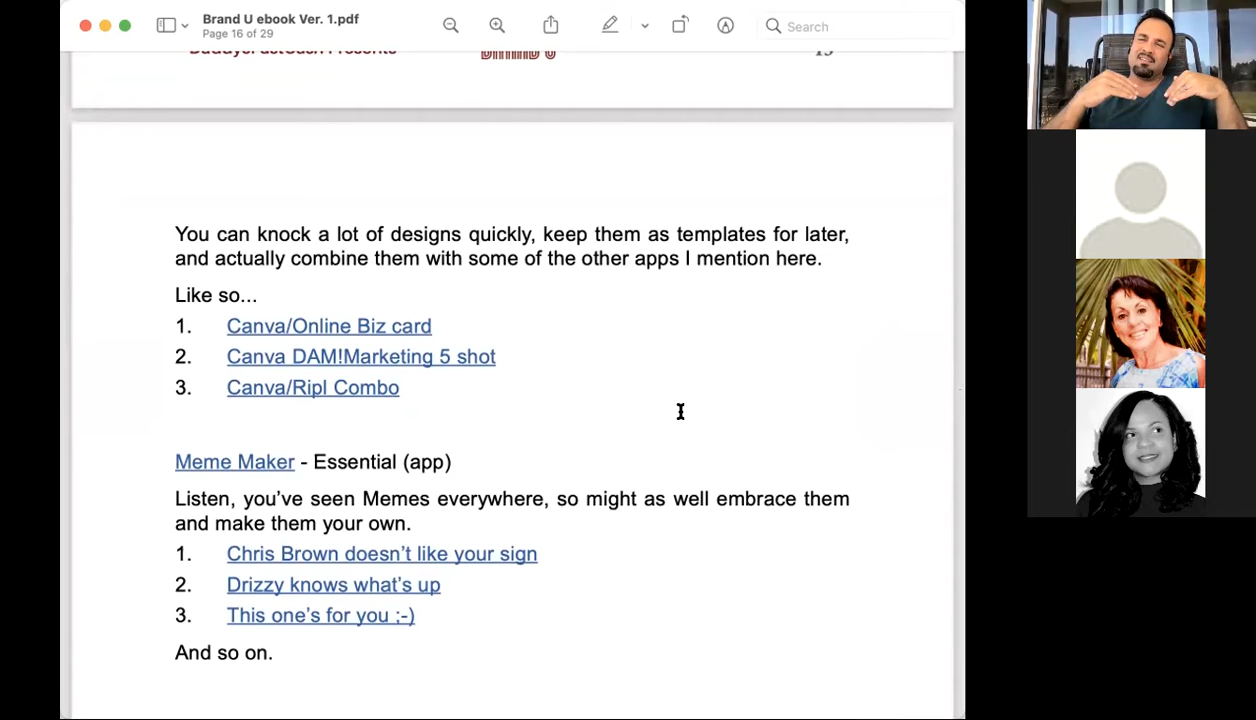 Brand U ebook Ver. 1.pdf
Page 16 of 29
Search
You can knock a lot of designs quickly, keep them as templates for later,
and actually combine them with some of the other apps I mention here.
Like so...
1. Canva/Online Biz card
2. Canva DAM!Marketing 5 shot
3. Canva/Ripl Combo
Meme Maker - Essential (app)
Listen, you’ve seen Memes everywhere, so might as well embrace them
and make them your own.
1. Chris Brown doesn’t like your sign
2. Drizzy knows what’s up
3. This one’s for you ;-)
And so on.